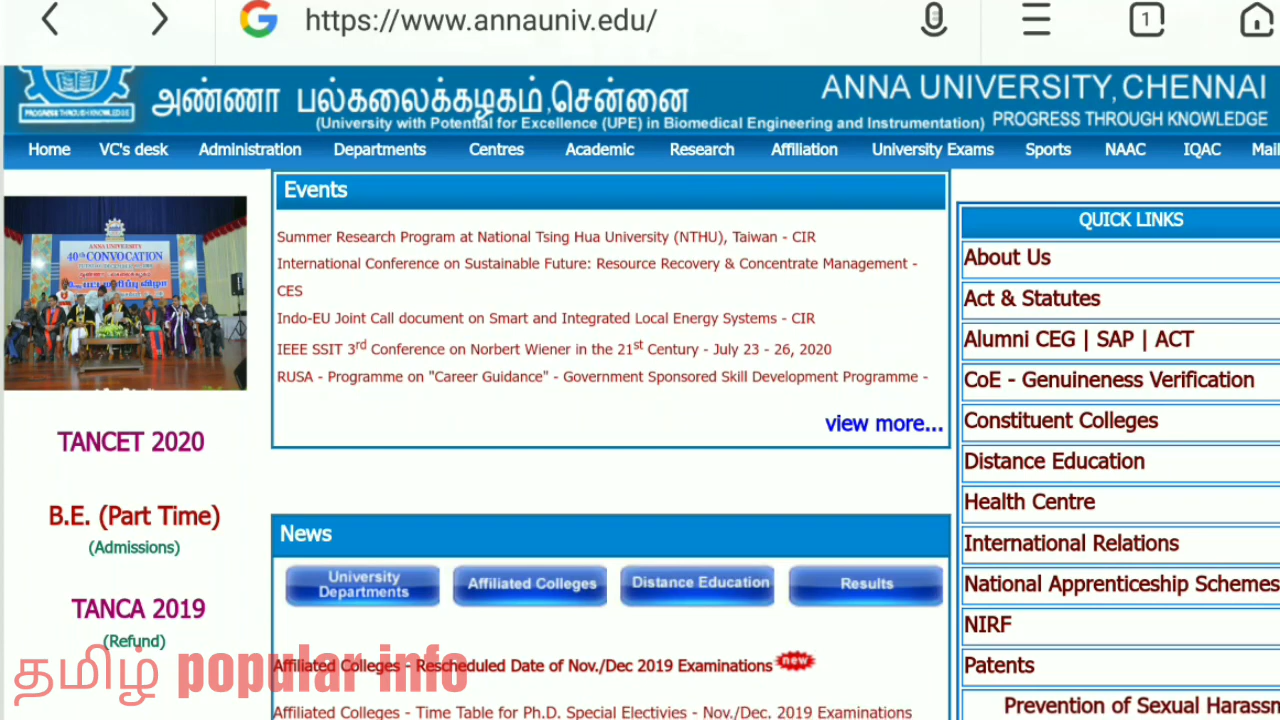 https://www.annauniv.edu/
1
PROGRESS THROUGH KNOWLEDGE
அண்ணா பல்கலைக்கழகம்,சென்னை
ANNA UNIVERSITY, CHENNAI
(University with Potential for Excellence (UPE) in Biomedical Engineering and Instrumentation)
PROGRESS THROUGH KNOWLEDGE
Home VC's desk Administration Departments Centres Academic Research Affiliation University Exams Sports NAAC IQAC Mail
ANNA UNIVERSITY
40th CONVOCATION
TANCET 2020
B.E. (Part Time)
(Admissions)
TANCA 2019
(Refund)
Events
Summer Research Program at National Tsing Hua University (NTHU), Taiwan - CIR
International Conference on Sustainable Future: Resource Recovery & Concentrate Management -
CES
Indo-EU Joint Call document on Smart and Integrated Local Energy Systems - CIR
IEEE SSIT 3rd Conference on Norbert Wiener in the 21st Century - July 23 - 26, 2020
RUSA - Programme on "Career Guidance" - Government Sponsored Skill Development Programme -
view more...
News
University Departments
Affiliated Colleges
Distance Education
Results
Affiliated Colleges - Rescheduled Date of Nov./Dec 2019 Examinations new
Affiliated Colleges - Time Table for Ph.D. Special Electivies - Nov./Dec. 2019 Examinations
QUICK LINKS
About Us
Act & Statutes
Alumni CEG | SAP | ACT
CoE - Genuineness Verification
Constituent Colleges
Distance Education
Health Centre
International Relations
National Apprenticeship Schemes
NIRF
Patents
Prevention of Sexual Harassm
தமிழ் popular info